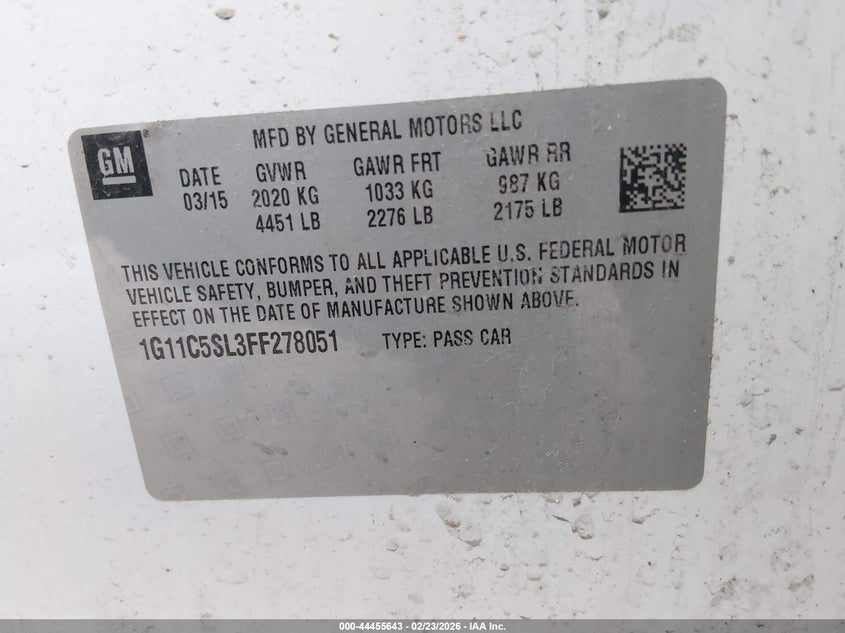 GM
MFD BY GENERAL MOTORS LLC
DATE GVWR GAWR FRT GAWR RR
03/15 2020 KG 1033 KG 987 KG
4451 LB 2276 LB 2175 LB
THIS VEHICLE CONFORMS TO ALL APPLICABLE U.S. FEDERAL MOTOR
VEHICLE SAFETY, BUMPER, AND THEFT PREVENTION STANDARDS IN
EFFECT ON THE DATE OF MANUFACTURE SHOWN ABOVE.
1G11C5SL3FF278051 TYPE: PASS CAR
000-44455643 - 02/23/2026 - IAA Inc.